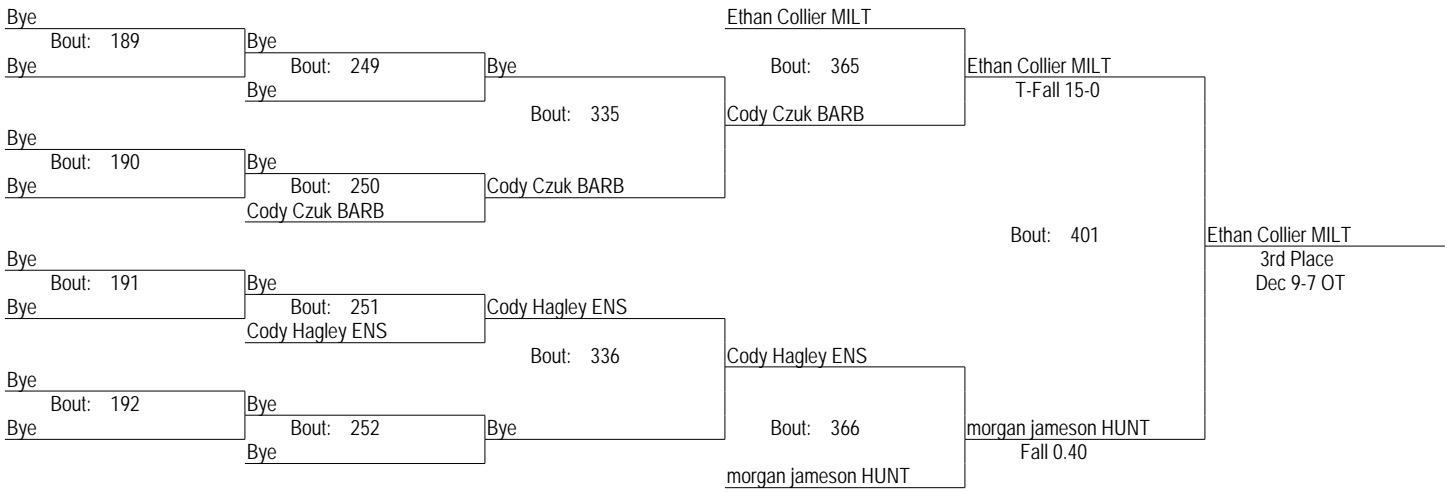 Bye
Ethan Collier MILT
Bout: 189
Bye
Bye
Bout: 249
Bye
Bout: 365
Ethan Collier MILT
Bye
T-Fall 15-0
Bout: 335
Cody Czuk BARB
Bye
Bout: 190
Bye
Bye
Bout: 250
Cody Czuk BARB
Cody Czuk BARB
Bout: 401
Ethan Collier MILT
Bye
3rd Place
Bout: 191
Bye
Dec 9-7 OT
Bye
Bout: 251
Cody Hagley ENS
Cody Hagley ENS
Bout: 336
Cody Hagley ENS
Bye
Bout: 192
Bye
Bye
Bout: 252
Bye
Bout: 366
morgan jameson HUNT
Bye
Fall 0.40
morgan jameson HUNT